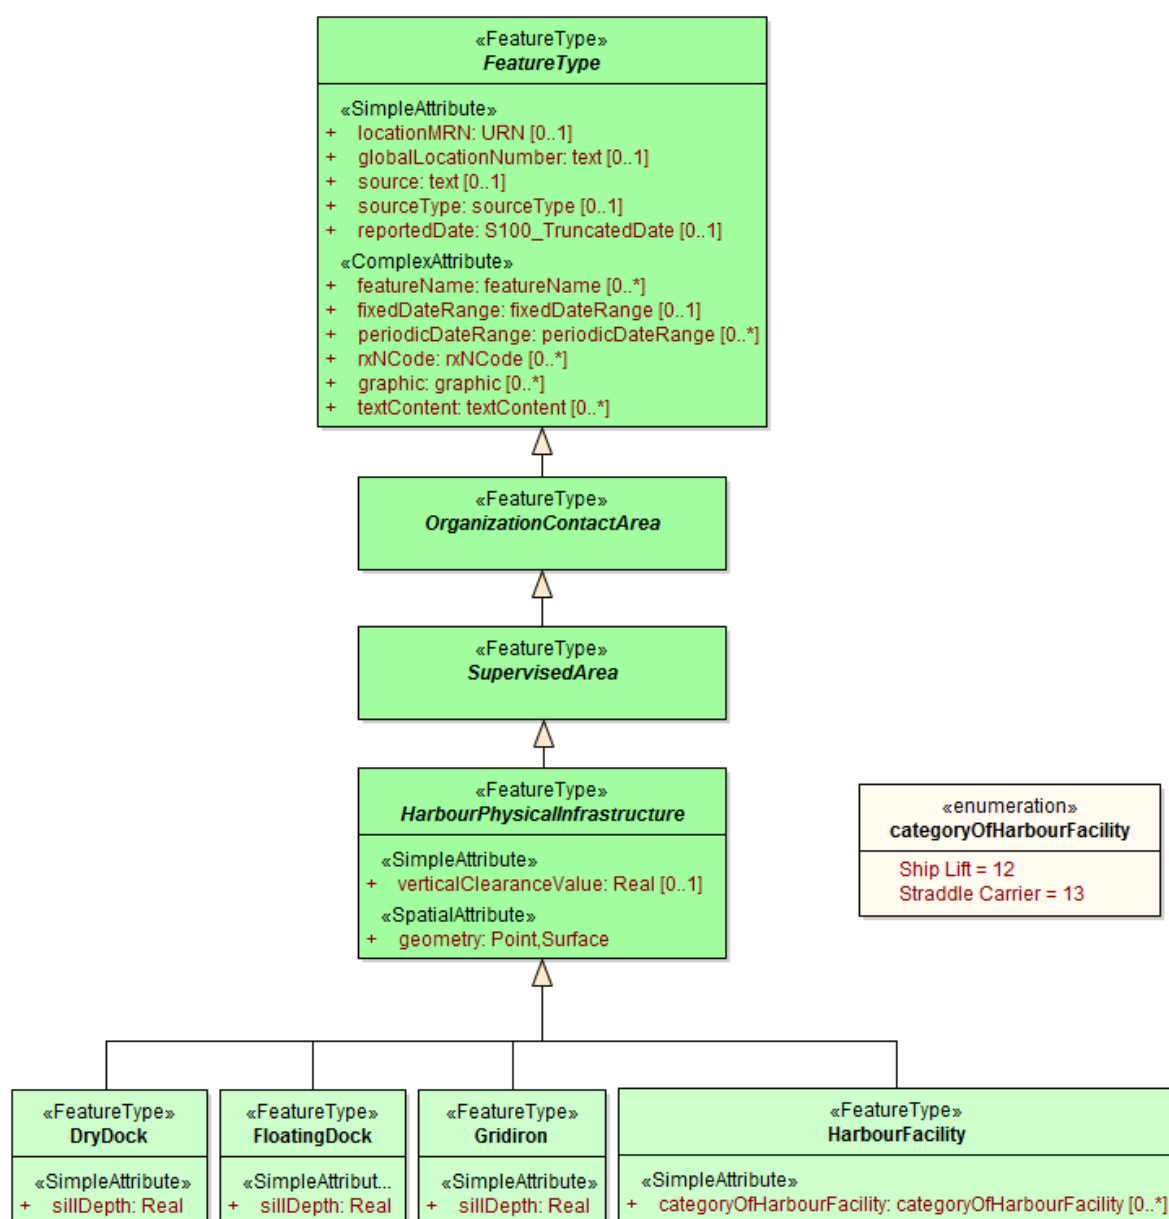 «FeatureType»
FeatureType
«SimpleAttribute»
+ locationMRN: URN [0..1]
+ globalLocationNumber: text [0..1]
+ source: text [0..1]
+ sourceType: sourceType [0..1]
+ reportedDate: S100_TruncatedDate [0..1]
«ComplexAttribute»
+ featureName: featureName [0..*]
+ fixedDateRange: fixedDateRange [0..1]
+ periodicDateRange: periodicDateRange [0..*]
+ rxNCode: rxNCode [0..*]
+ graphic: graphic [0..*]
+ textContent: textContent [0..*]
«FeatureType»
OrganizationContactArea
«FeatureType»
SupervisedArea
«FeatureType»
HarbourPhysicalInfrastructure
«SimpleAttribute»
+ verticalClearanceValue: Real [0..1]
«SpatialAttribute»
+ geometry: Point,Surface
«enumeration»
categoryOfHarbourFacility
Ship Lift = 12
Straddle Carrier = 13
«FeatureType»
DryDock
«SimpleAttribute»
+ sillDepth: Real
«FeatureType»
FloatingDock
«SimpleAttribut...
+ sillDepth: Real
«FeatureType»
Gridiron
«SimpleAttribute»
+ sillDepth: Real
«FeatureType»
HarbourFacility
«SimpleAttribute»
+ categoryOfHarbourFacility: categoryOfHarbourFacility [0..*]